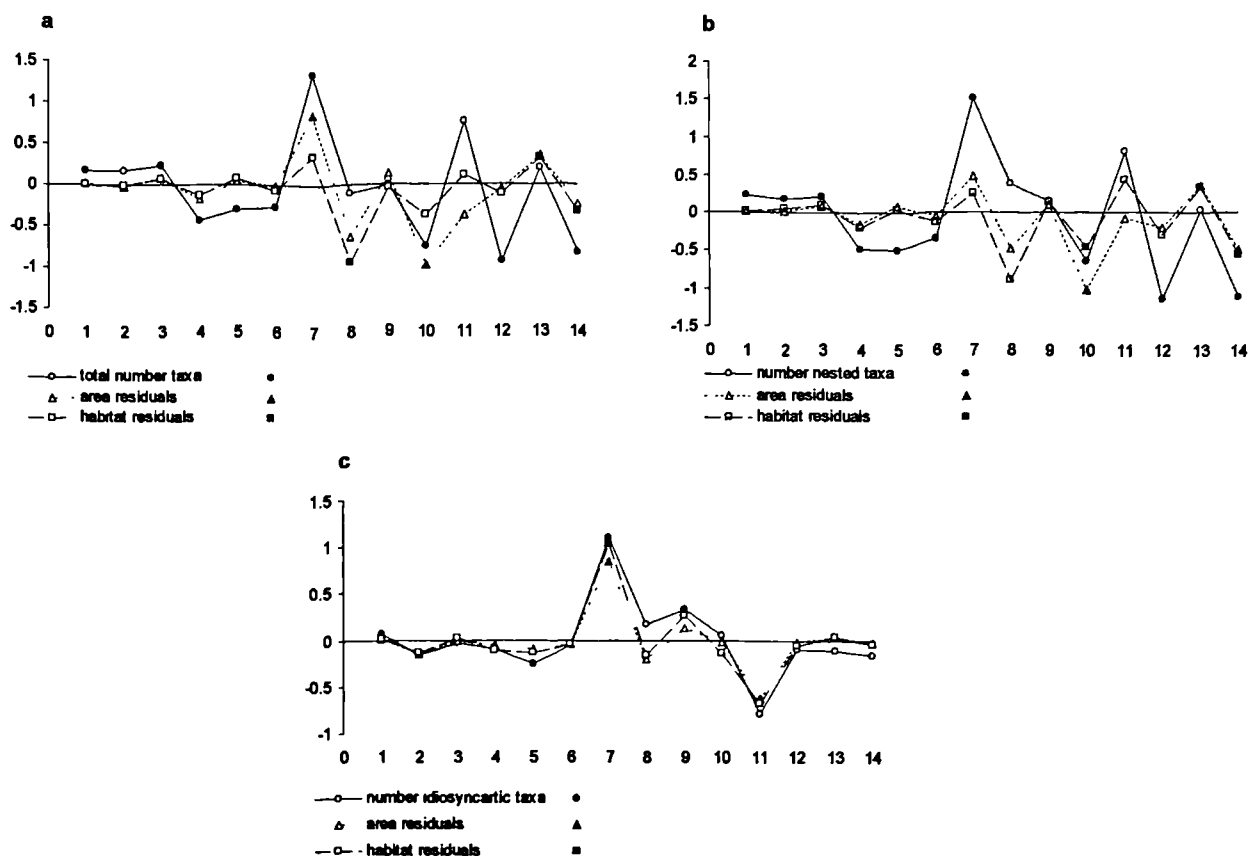 a
1.5
1
0.5
0
-0.5
-1
-1.5
0 1 2 3 4 5 6 7 8 9 10 11 12 13 14
total number taxa
area residuals
habitat residuals
b
2
1.5
1
0.5
0
-0.5
-1
-1.5
0 1 2 3 4 5 6 7 8 9 10 11 12 13 14
number nested taxa
area residuals
habitat residuals
c
1.5
1
0.5
0
-0.5
-1
0 1 2 3 4 5 6 7 8 9 10 11 12 13 14
number idiosyncartic taxa
area residuals
habitat residuals